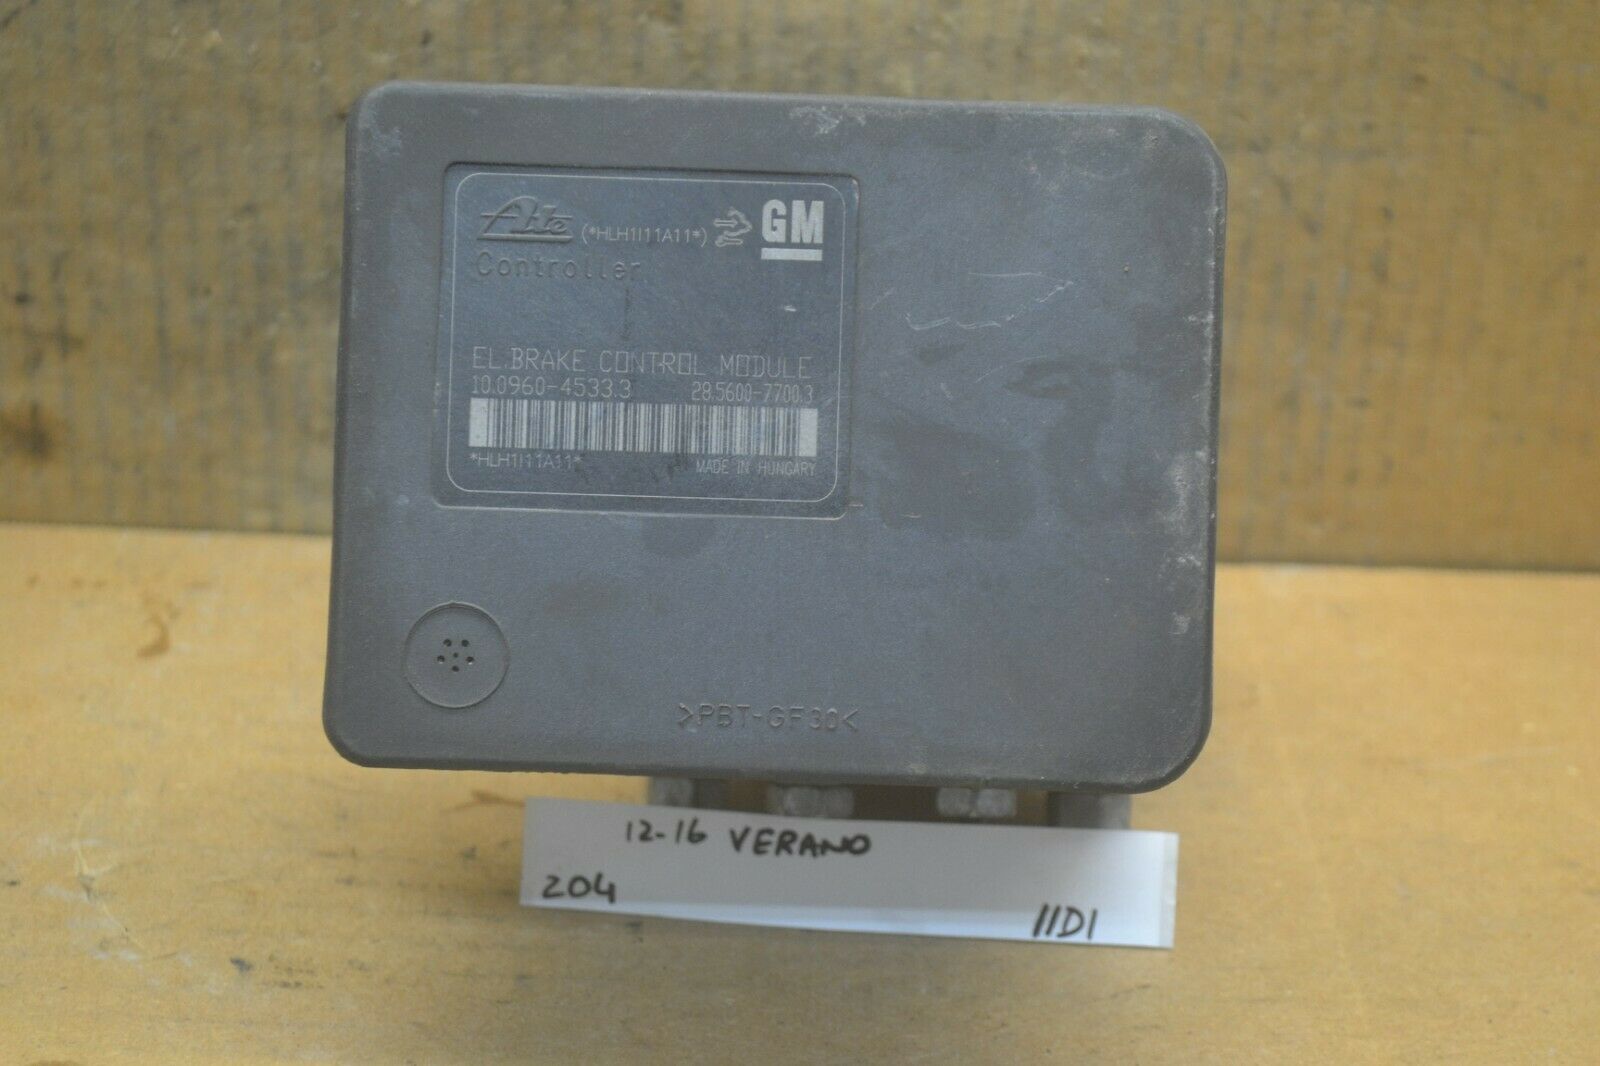 Ate (*HLH1I11A11*) GM
Controller
EL.BRAKE CONTROL MODULE
10.0960-4533.3 28.5600-7700.3
*HLH1I11A11* MADE IN HUNGARY
>PBT-GF30<
12-16 VERANO
204
11D1